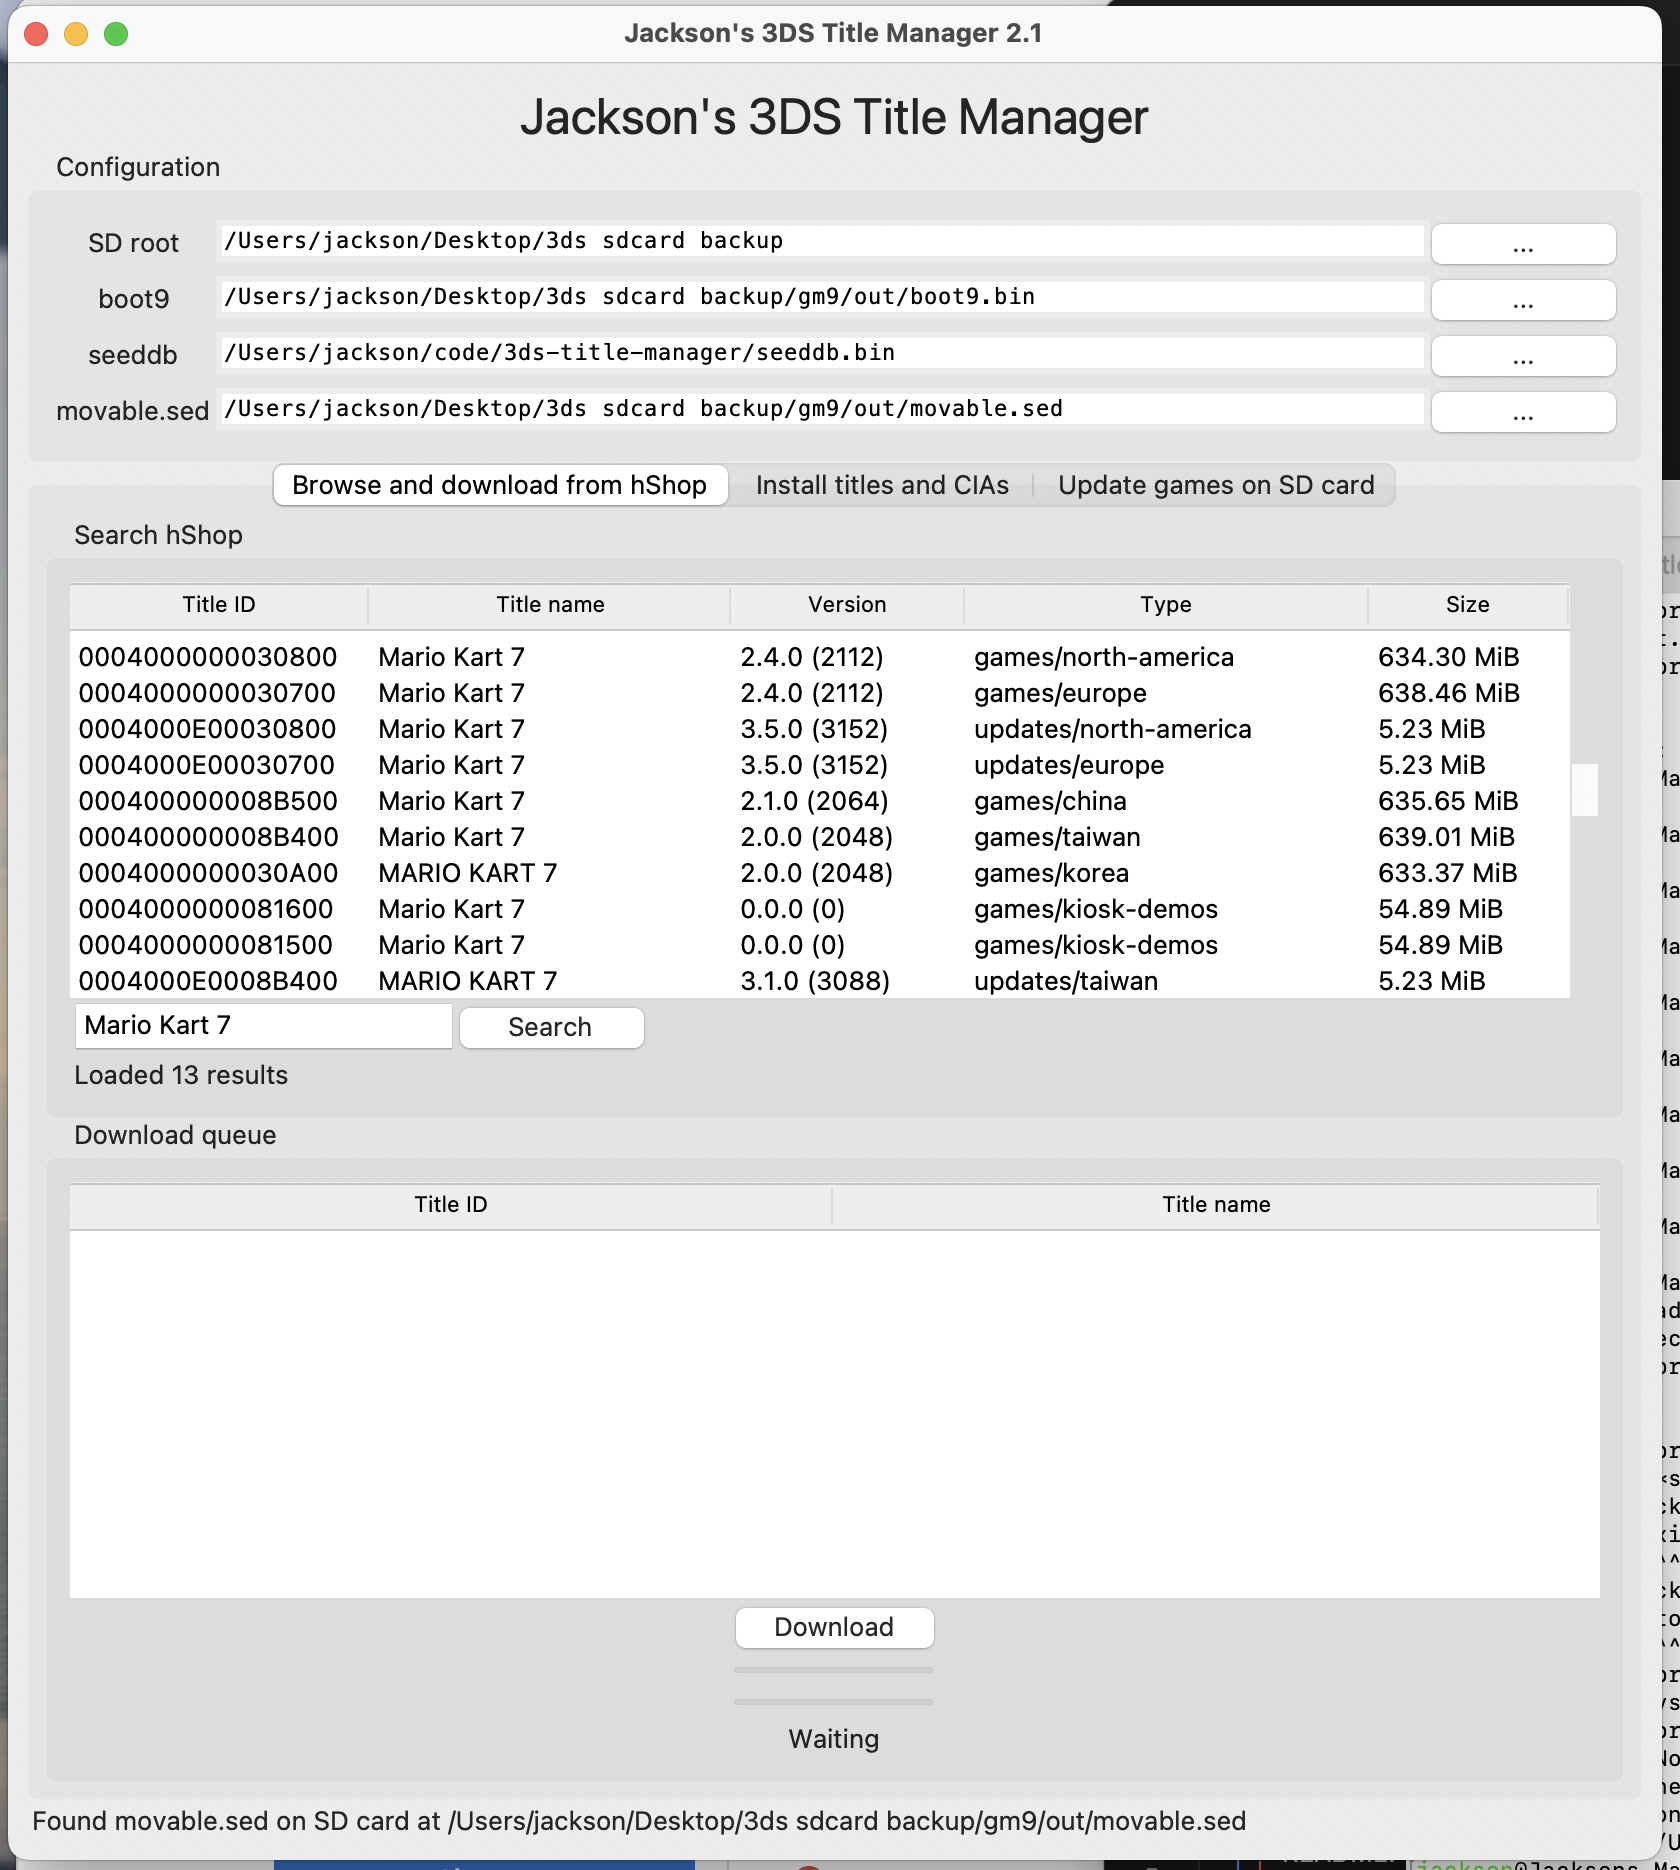 Jackson's 3DS Title Manager 2.1
Jackson's 3DS Title Manager
Configuration
SD root /Users/jackson/Desktop/3ds sdcard backup ...
boot9 /Users/jackson/Desktop/3ds sdcard backup/gm9/out/boot9.bin ...
seeddb /Users/jackson/code/3ds-title-manager/seeddb.bin ...
movable.sed /Users/jackson/Desktop/3ds sdcard backup/gm9/out/movable.sed ...
Browse and download from hShop Install titles and CIAs Update games on SD card
Search hShop
Title ID Title name Version Type Size
0004000000030800 Mario Kart 7 2.4.0 (2112) games/north-america 634.30 MiB
0004000000030700 Mario Kart 7 2.4.0 (2112) games/europe 638.46 MiB
0004000E00030800 Mario Kart 7 3.5.0 (3152) updates/north-america 5.23 MiB
0004000E00030700 Mario Kart 7 3.5.0 (3152) updates/europe 5.23 MiB
000400000008B500 Mario Kart 7 2.1.0 (2064) games/china 635.65 MiB
000400000008B400 Mario Kart 7 2.0.0 (2048) games/taiwan 639.01 MiB
0004000000030A00 MARIO KART 7 2.0.0 (2048) games/korea 633.37 MiB
0004000000081600 Mario Kart 7 0.0.0 (0) games/kiosk-demos 54.89 MiB
0004000000081500 Mario Kart 7 0.0.0 (0) games/kiosk-demos 54.89 MiB
0004000E0008B400 MARIO KART 7 3.1.0 (3088) updates/taiwan 5.23 MiB
Mario Kart 7 Search
Loaded 13 results
Download queue
Title ID Title name
Download
Waiting
Found movable.sed on SD card at /Users/jackson/Desktop/3ds sdcard backup/gm9/out/movable.sed